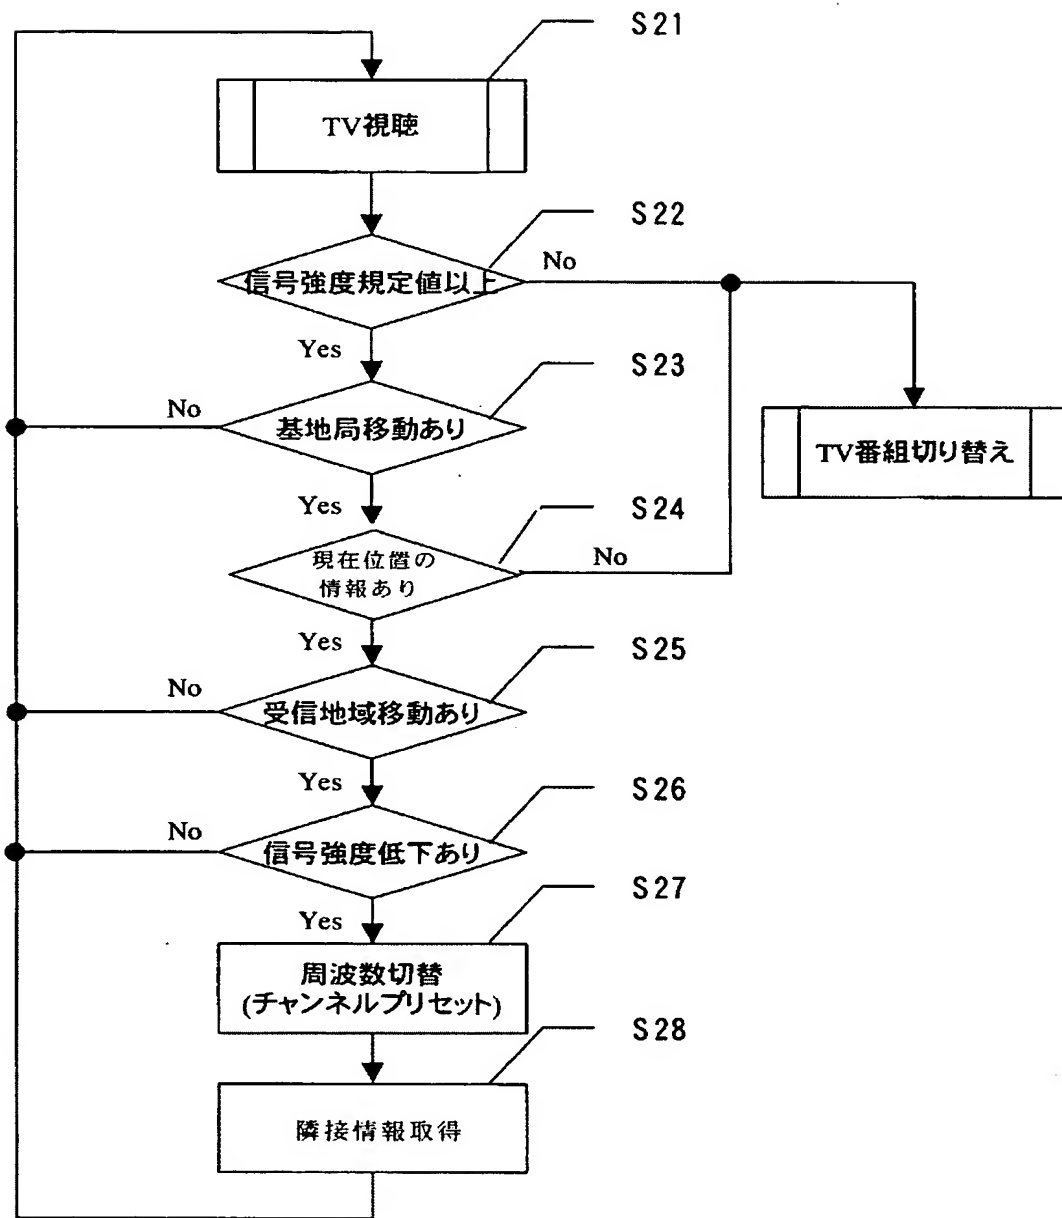 S21
TV視聴
S22
信号強度規定値以上
No
Yes
S23
No
基地局移動あり
TV番組切り替え
Yes
S24
現在位置の
情報あり
No
Yes
S25
No
受信地域移動あり
Yes
S26
No
信号強度低下あり
S27
Yes
周波数切替
(チャンネルプリセット)
S28
隣接情報取得